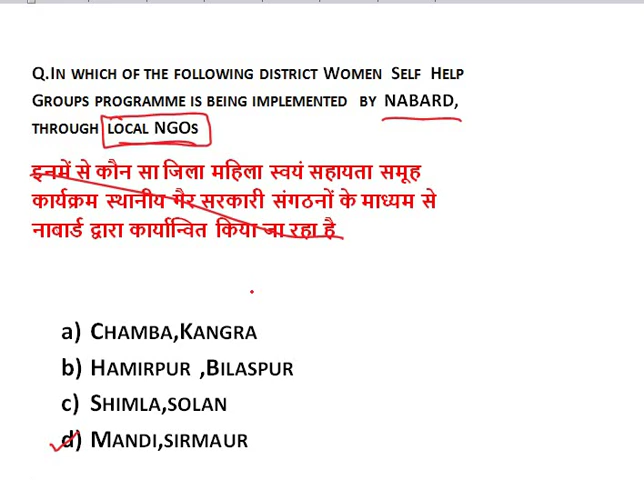 Q.IN WHICH OF THE FOLLOWING DISTRICT WOMEN SELF HELP
GROUPS PROGRAMME IS BEING IMPLEMENTED BY NABARD,
THROUGH LOCAL NGOS
इनमें से कौन सा जिला महिला स्वयं सहायता समूह
कार्यक्रम स्थानीय गैर सरकारी संगठनों के माध्यम से
नाबार्ड द्वारा कार्यान्वित किया जा रहा है
a) CHAMBA,KANGRA
b) HAMIRPUR ,BILASPUR
c) SHIMLA,SOLAN
d) MANDI,SIRMAUR